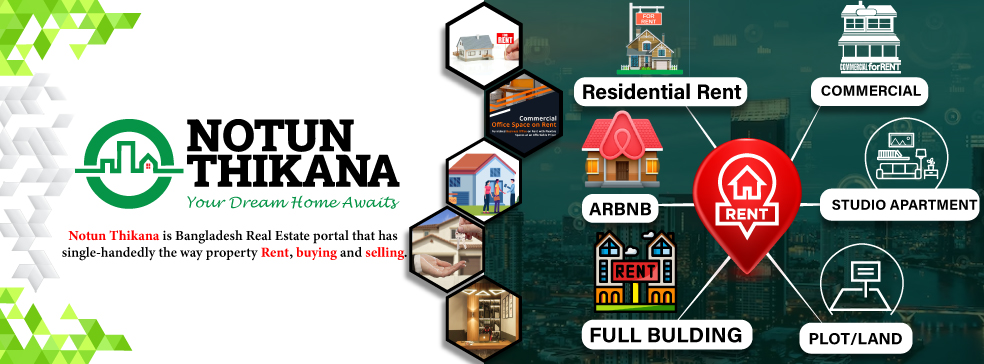 NOTUN
THIKANA
Your Dream Home Awaits
Notun Thikana is Bangladesh Real Estate portal that has
single-handedly the way property Rent, buying and selling.
RENT
Commercial
Office Space on Rent
FOR
RENT
Residential Rent
COMMERCIAL for RENT
COMMERCIAL
ARBNB
RENT
STUDIO APARTMENT
RENT
FULL BULDING
PLOT/LAND